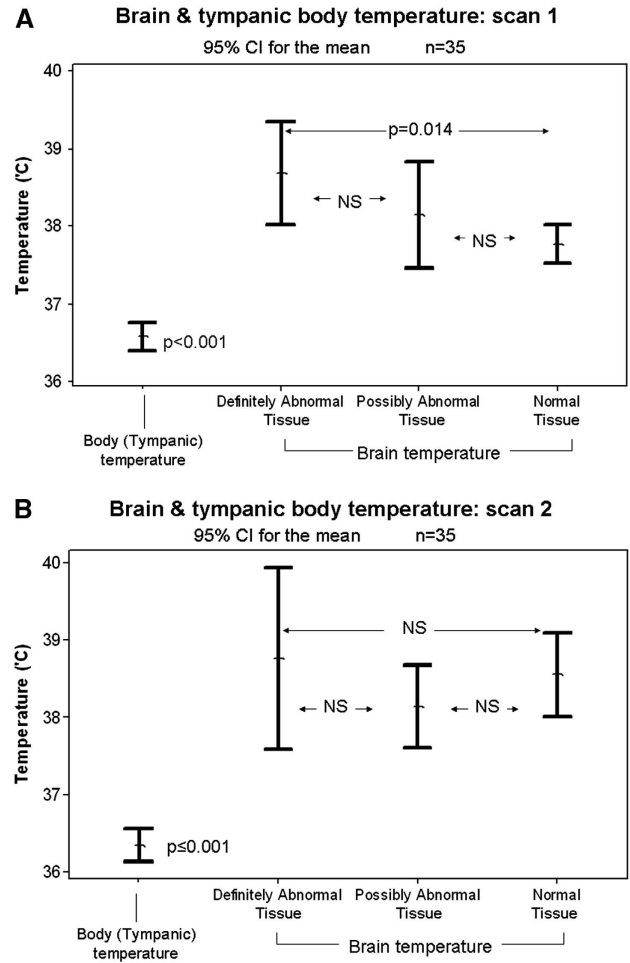 A
Brain & tympanic body temperature: scan 1
95% CI for the mean n=35
Temperature (˚C)
40
39
38
37
36
p=0.014
NS
NS
p<0.001
Definitely Abnormal Tissue
Possibly Abnormal Tissue
Normal Tissue
Body (Tympanic) temperature
Brain temperature
B
Brain & tympanic body temperature: scan 2
95% CI for the mean n=35
Temperature (˚C)
40
39
38
37
36
NS
NS
NS
p≤0.001
Definitely Abnormal Tissue
Possibly Abnormal Tissue
Normal Tissue
Body (Tympanic) temperature
Brain temperature